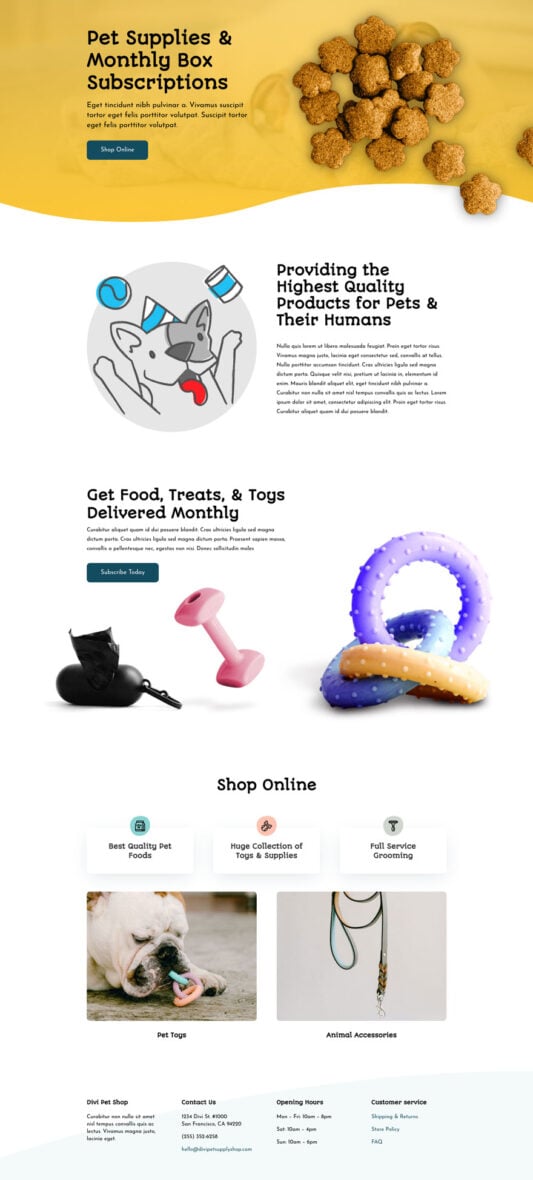 Pet Supplies &
Monthly Box
Subscriptions
Eget tincidunt nibh pulvinar a. Vivamus suscipit
tortor eget felis porttitor volutpat. Suscipit tortor
eget felis porttitor volutpat.
Shop Online
Providing the
Highest Quality
Products for Pets &
Their Humans
Nulla quis lorem ut libero malesuada feugiat. Proin eget tortor risus.
Vivamus magna justo, lacinia eget consectetur sed, convallis at tellus.
Nulla porttitor accumsan tincidunt. Cras ultricies ligula sed magna
dictum porta. Quisque velit nisi, pretium ut lacinia in, elementum id
enim. Mauris blandit aliquet elit, eget tincidunt nibh pulvinar a.
Curabitur non nulla sit amet nisl tempus convallis quis ac lectus. Lorem
ipsum dolor sit amet, consectetur adipiscing elit. Proin eget tortor risus.
Curabitur aliquet quam id dui posuere blandit.
Get Food, Treats, & Toys
Delivered Monthly
Curabitur aliquet quam id dui posuere blandit. Cras ultricies ligula sed magna
dictum porta. Cras ultricies ligula sed magna dictum porta. Praesent sapien massa,
convallis a pellentesque nec, egestas non nisi. Donec sollicitudin moles
Subscribe Today
Shop Online
Best Quality Pet
Foods
Huge Collection of
Toys & Supplies
Full Service
Grooming
Pet Toys
Animal Accessories
Divi Pet Shop
Curabitur non nulla sit amet
nisl tempus convallis quis ac
lectus. Vivamus magna justo,
lacinia eget.
Contact Us
1234 Divi St. #1000
San Francisco, CA 94220
(255) 352-6258
hello@divipetsupplyshop.com
Opening Hours
Mon - Fri: 10am - 8pm
Sat: 10am - 4pm
Sun: 10am - 6pm
Customer service
Shipping & Returns
Store Policy
FAQ